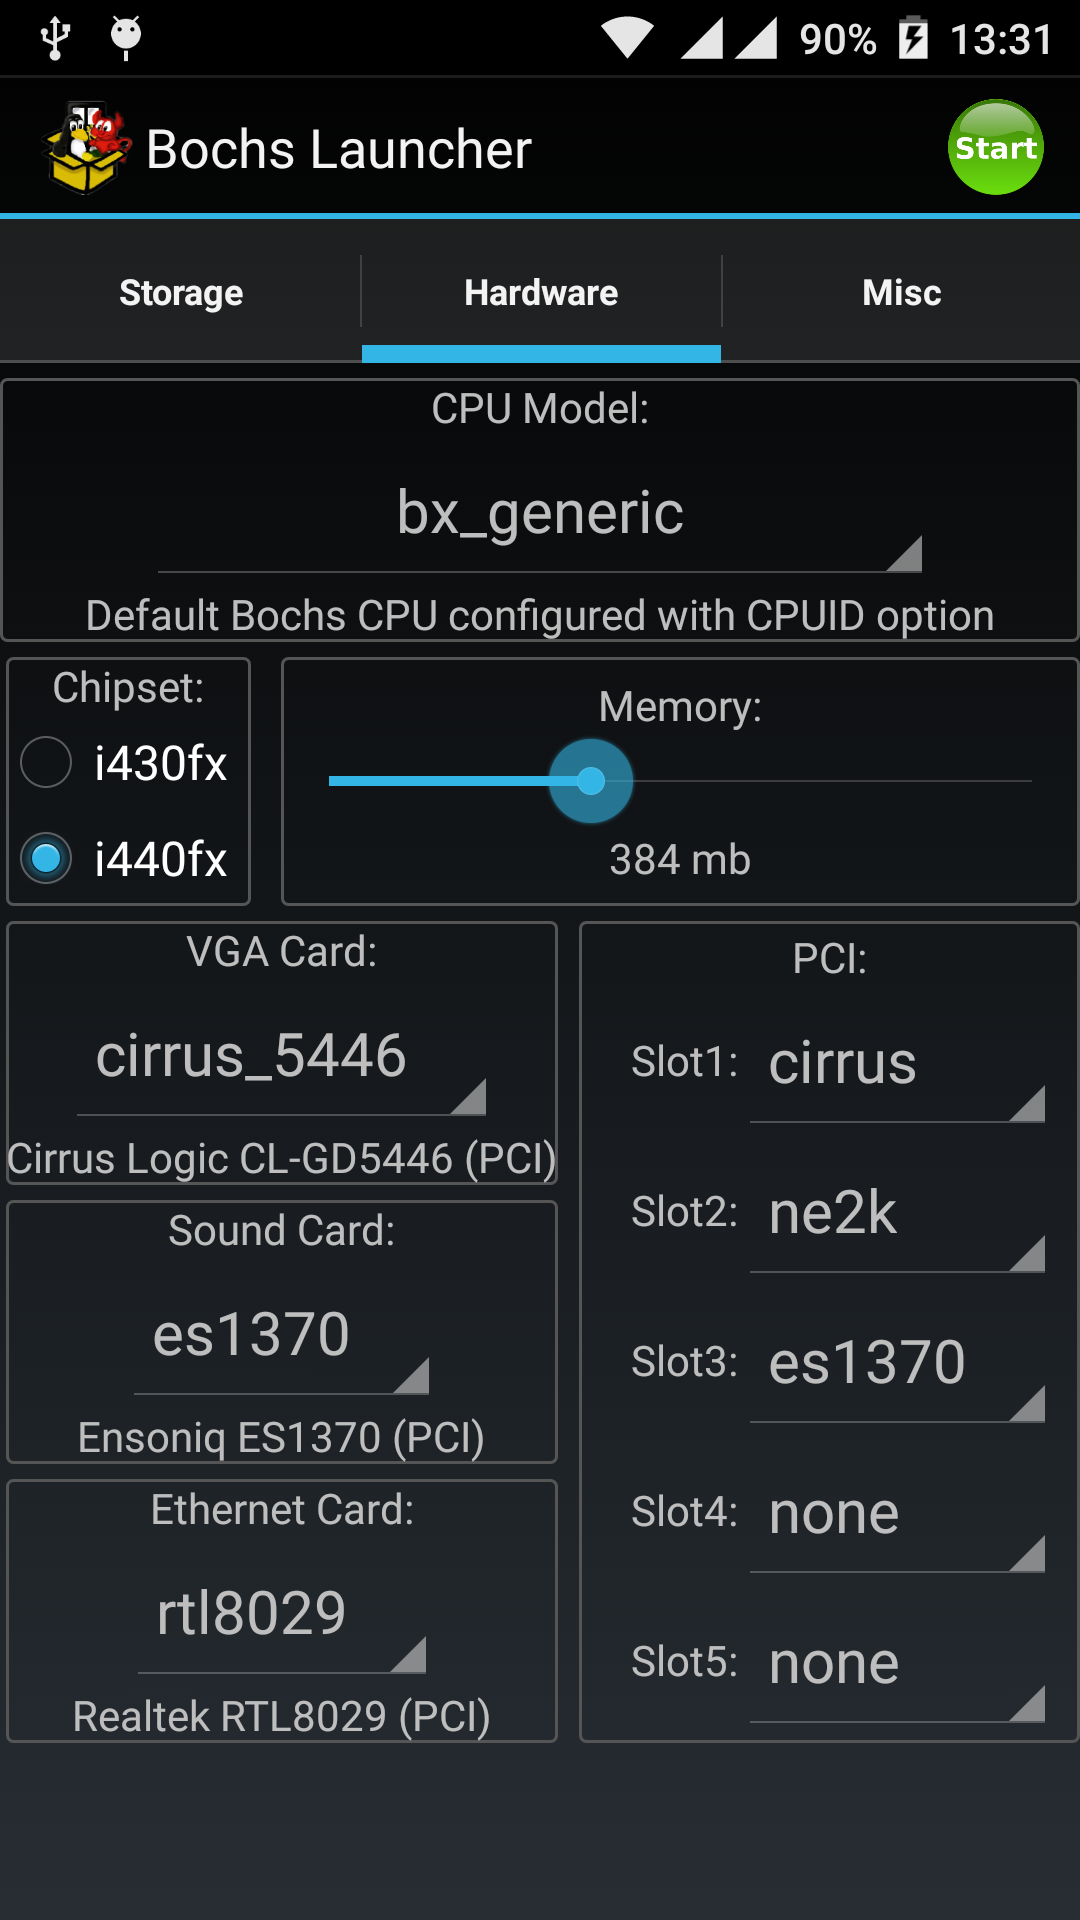 90% 13:31
Bochs Launcher
Start
Storage Hardware Misc
CPU Model:
bx_generic
Default Bochs CPU configured with CPUID option
Chipset:
i430fx
i440fx
Memory:
384 mb
VGA Card:
cirrus_5446
Cirrus Logic CL-GD5446 (PCI)
Sound Card:
es1370
Ensoniq ES1370 (PCI)
Ethernet Card:
rtl8029
Realtek RTL8029 (PCI)
PCI:
Slot1: cirrus
Slot2: ne2k
Slot3: es1370
Slot4: none
Slot5: none